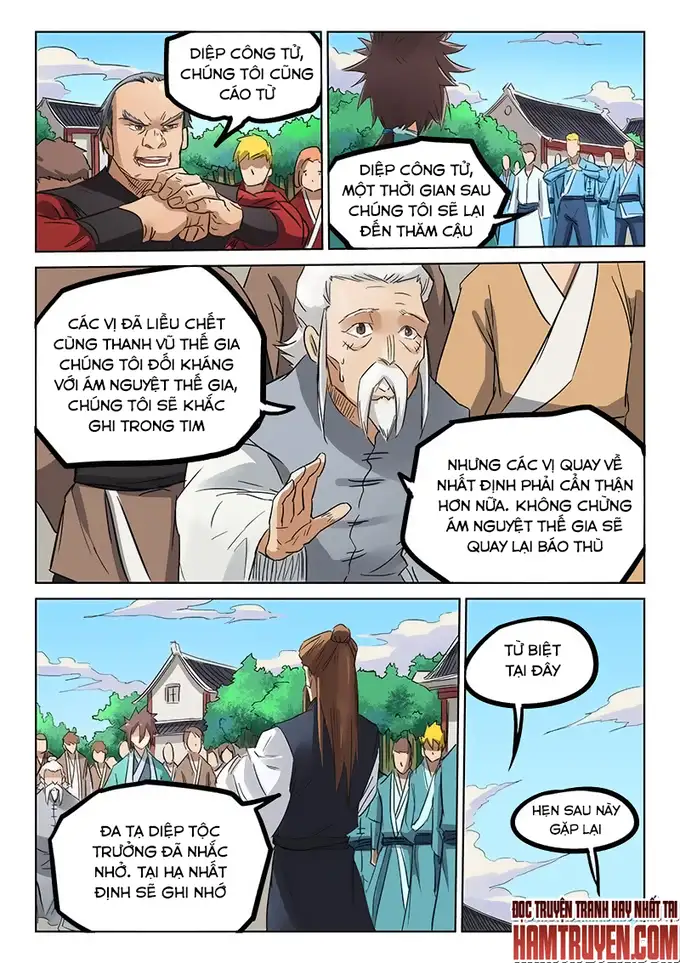 DIỆP CÔNG TỬ,
CHÚNG TÔI CŨNG
CÁO TỪ
DIỆP CÔNG TỬ,
MỘT THỜI GIAN SAU
CHÚNG TÔI SẼ LẠI
ĐẾN THĂM CẬU
CÁC VỊ ĐÃ LIỀU CHẾT
CÙNG THANH VŨ THẾ GIA
CHÚNG TÔI ĐỐI KHÁNG
VỚI ÁM NGUYỆT THẾ GIA,
CHÚNG TÔI SẼ KHẮC
GHI TRONG TIM
NHƯNG CÁC VỊ QUAY VỀ
NHẤT ĐỊNH PHẢI CẨN THẬN
HƠN NỮA. KHÔNG CHỪNG
ÁM NGUYỆT THẾ GIA SẼ
QUAY LẠI BÁO THÙ
TỪ BIỆT
TẠI ĐÂY
ĐA TẠ DIỆP TỘC
TRƯỞNG ĐÃ NHẮC
NHỞ. TẠI HẠ NHẤT
ĐỊNH SẼ GHI NHỚ
HẸN SAU NÀY
GẶP LẠI
ĐỌC TRUYỆN TRANH HAY NHẤT TẠI
HAMTRUYEN.COM